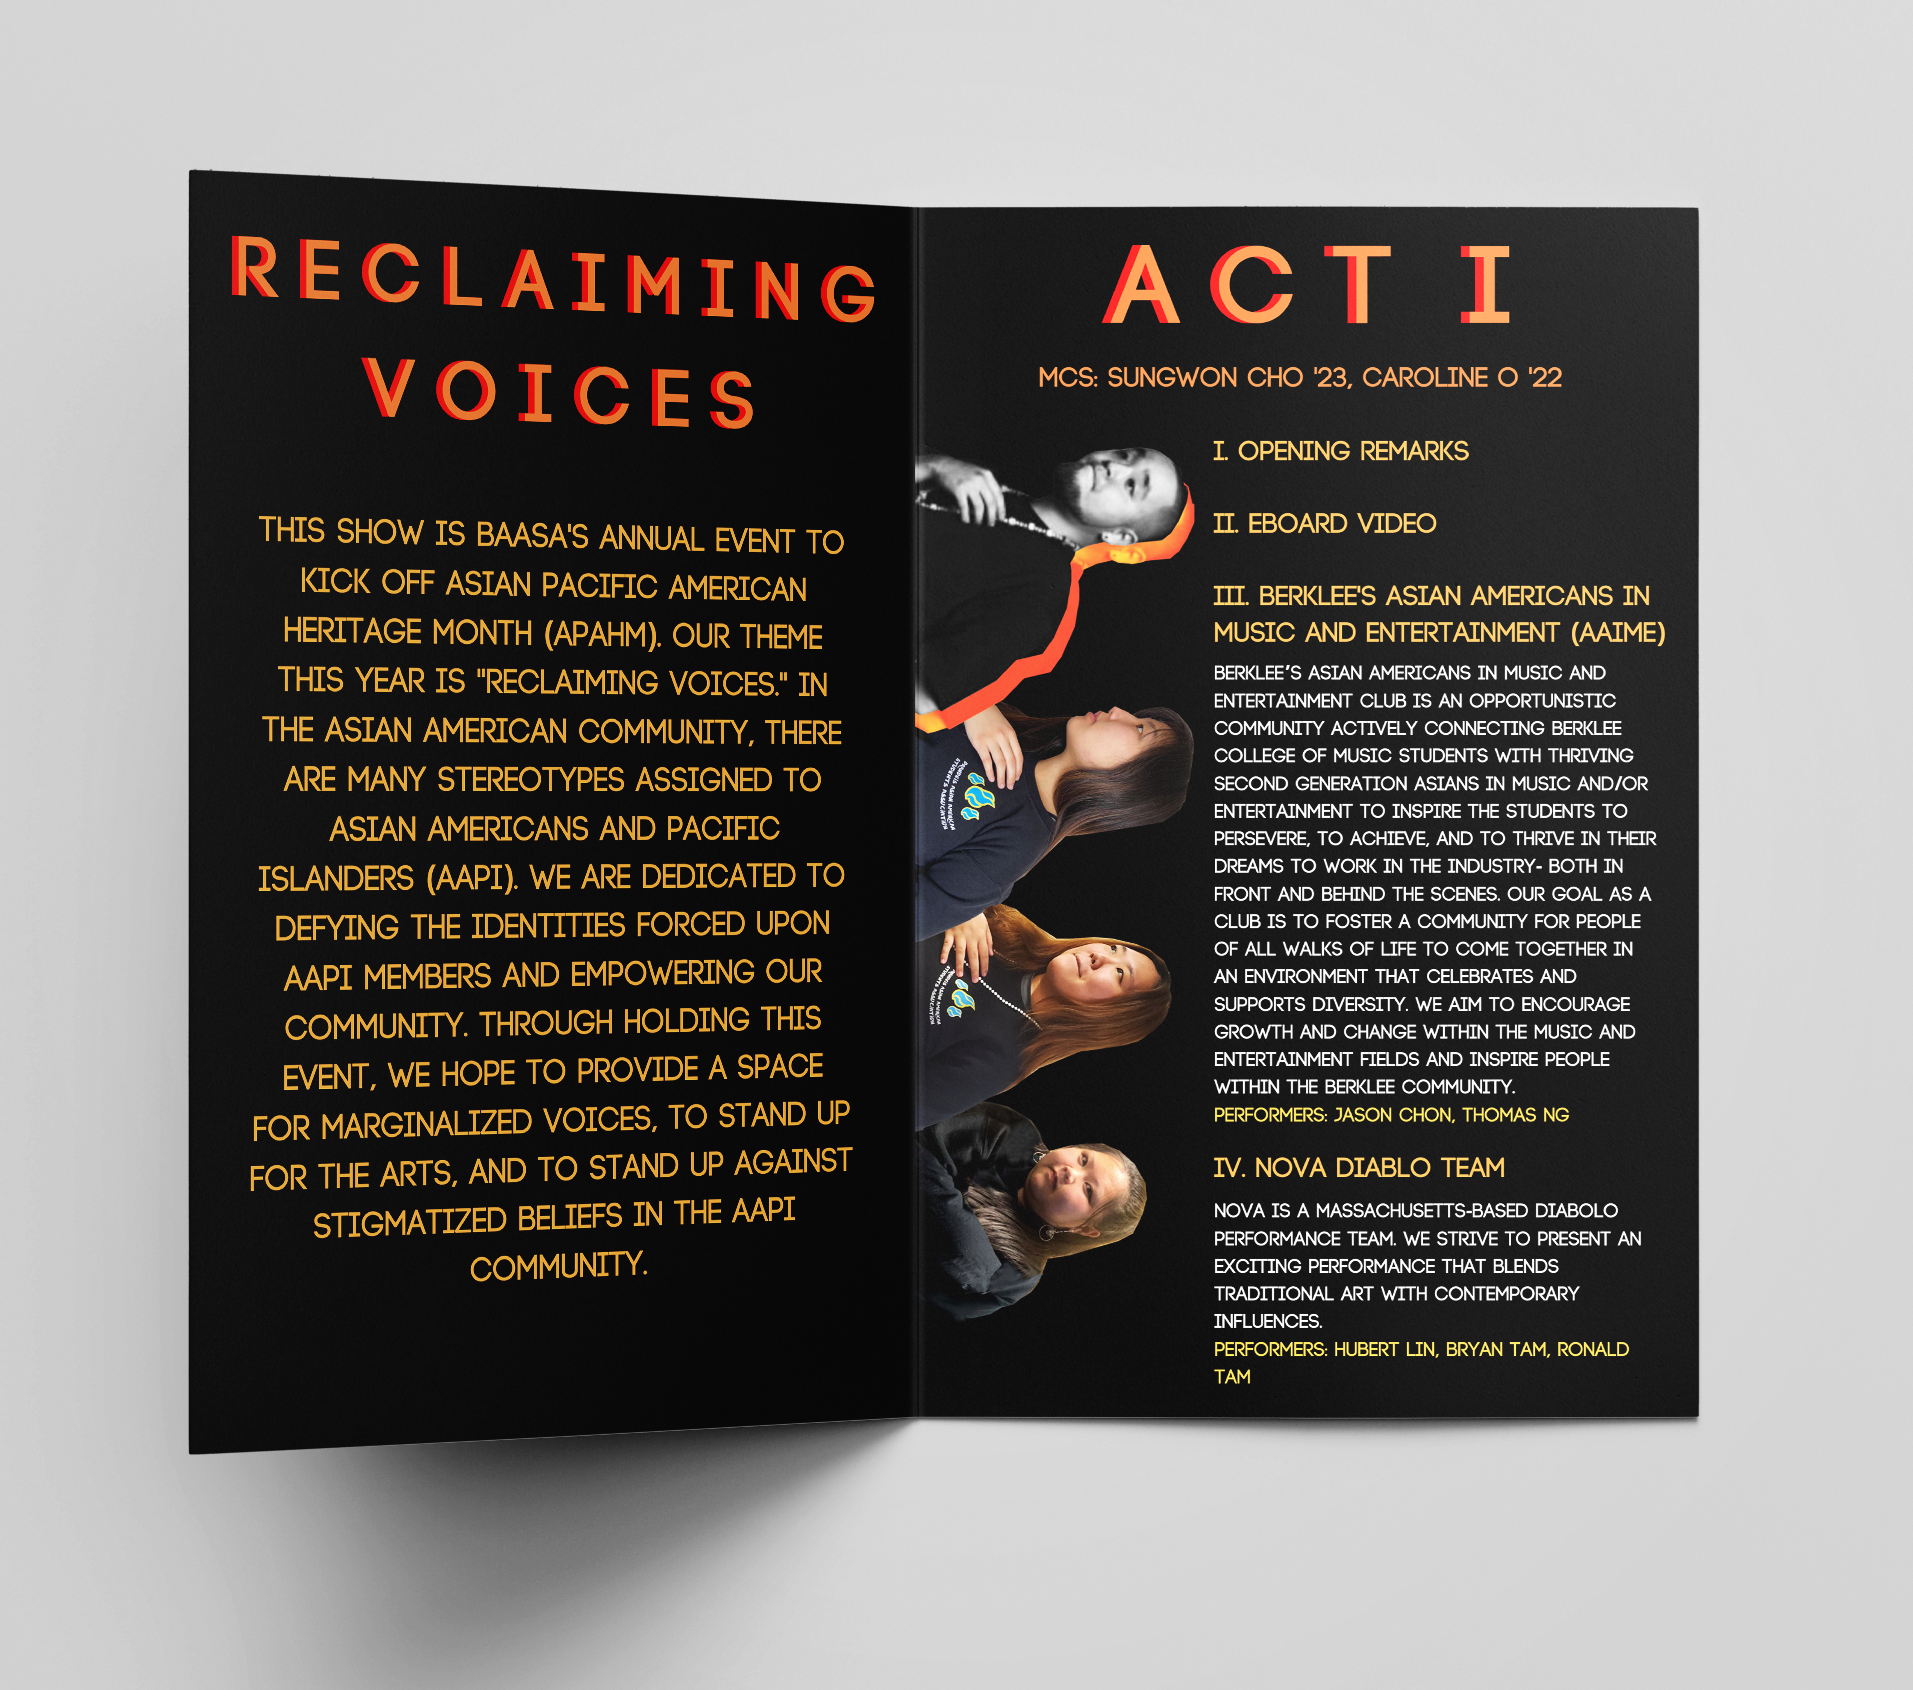 RECLAIMING
VOICES
THIS SHOW IS BAASA'S ANNUAL EVENT TO
KICK OFF ASIAN PACIFIC AMERICAN
HERITAGE MONTH (APAHM). OUR THEME
THIS YEAR IS "RECLAIMING VOICES." IN
THE ASIAN AMERICAN COMMUNITY, THERE
ARE MANY STEREOTYPES ASSIGNED TO
ASIAN AMERICANS AND PACIFIC
ISLANDERS (AAPI). WE ARE DEDICATED TO
DEFYING THE IDENTITIES FORCED UPON
AAPI MEMBERS AND EMPOWERING OUR
COMMUNITY. THROUGH HOLDING THIS
EVENT, WE HOPE TO PROVIDE A SPACE
FOR MARGINALIZED VOICES, TO STAND UP
FOR THE ARTS, AND TO STAND UP AGAINST
STIGMATIZED BELIEFS IN THE AAPI
COMMUNITY.
ACT I
MCS: SUNGWON CHO '23, CAROLINE O '22
I. OPENING REMARKS
II. EBOARD VIDEO
III. BERKLEE'S ASIAN AMERICANS IN
MUSIC AND ENTERTAINMENT (AAIME)
BERKLEE'S ASIAN AMERICANS IN MUSIC AND
ENTERTAINMENT CLUB IS AN OPPORTUNISTIC
COMMUNITY ACTIVELY CONNECTING BERKLEE
COLLEGE OF MUSIC STUDENTS WITH THRIVING
SECOND GENERATION ASIANS IN MUSIC AND/OR
ENTERTAINMENT TO INSPIRE THE STUDENTS TO
PERSEVERE, TO ACHIEVE, AND TO THRIVE IN THEIR
DREAMS TO WORK IN THE INDUSTRY- BOTH IN
FRONT AND BEHIND THE SCENES. OUR GOAL AS A
CLUB IS TO FOSTER A COMMUNITY FOR PEOPLE
OF ALL WALKS OF LIFE TO COME TOGETHER IN
AN ENVIRONMENT THAT CELEBRATES AND
SUPPORTS DIVERSITY. WE AIM TO ENCOURAGE
GROWTH AND CHANGE WITHIN THE MUSIC AND
ENTERTAINMENT FIELDS AND INSPIRE PEOPLE
WITHIN THE BERKLEE COMMUNITY.
PERFORMERS: JASON CHON, THOMAS NG
IV. NOVA DIABLO TEAM
NOVA IS A MASSACHUSETTS-BASED DIABOLO
PERFORMANCE TEAM. WE STRIVE TO PRESENT AN
EXCITING PERFORMANCE THAT BLENDS
TRADITIONAL ART WITH CONTEMPORARY
INFLUENCES.
PERFORMERS: HUBERT LIN, BRYAN TAM, RONALD
TAM